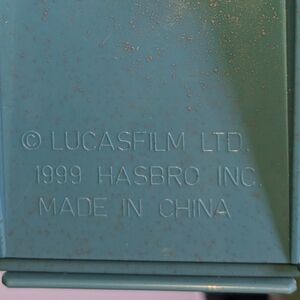 © LUCASFILM LTD.
1999 HASBRO INC.
MADE IN CHINA